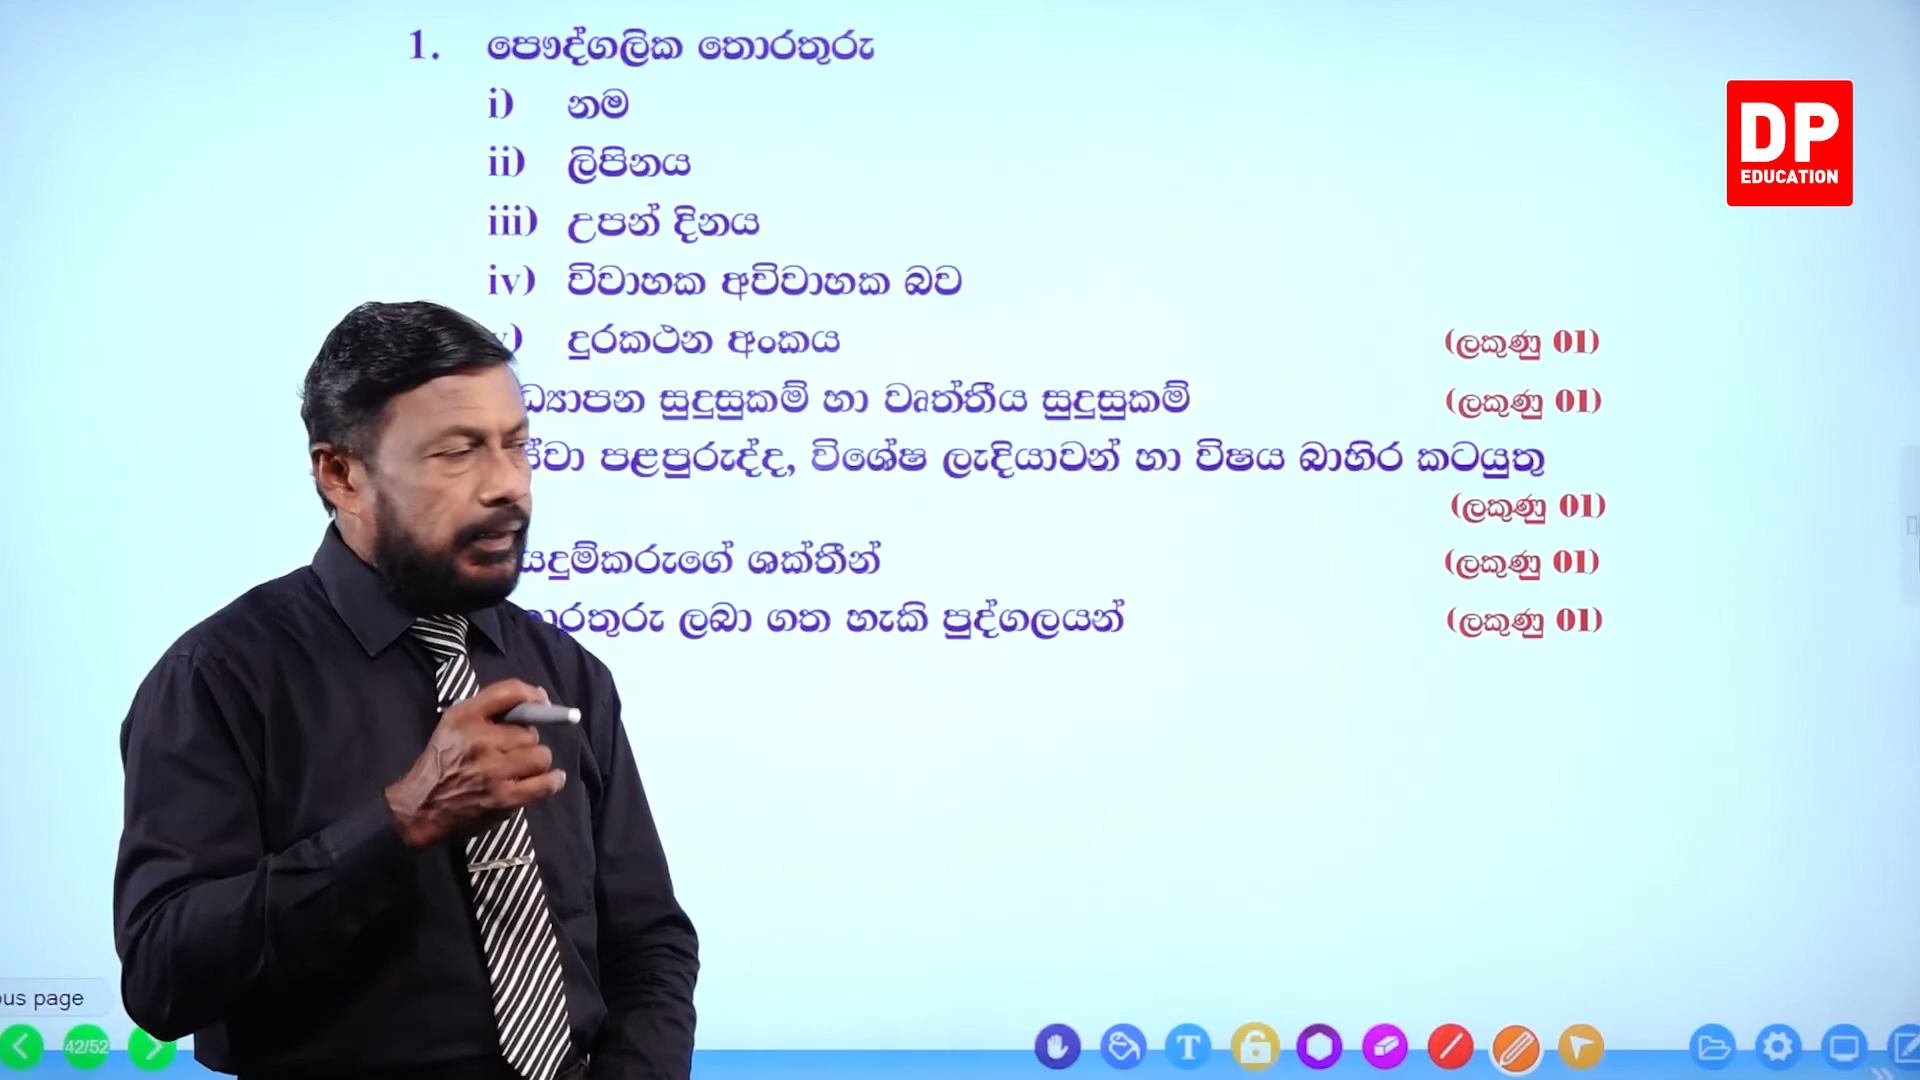 1. පෞද්ගලික තොරතුරු
i) නම
ii) ලිපිනය
iii) උපන් දිනය
iv) විවාහක අවිවාහක බව
දුරකථන අංකය (ලකුණු 01)
සුදුසුකම් හා වෘත්තීය සුදුසුකම් (ලකුණු 01)
පළපුරුද්ද, විශේෂ ලැදියාවන් හා විෂය බාහිර කටයුතු
(ලකුණු 01)
ශක්තීන් (ලකුණු 01)
ලබා ගත හැකි පුද්ගලයන් (ලකුණු 01)
DP
EDUCATION
page
42/52
T